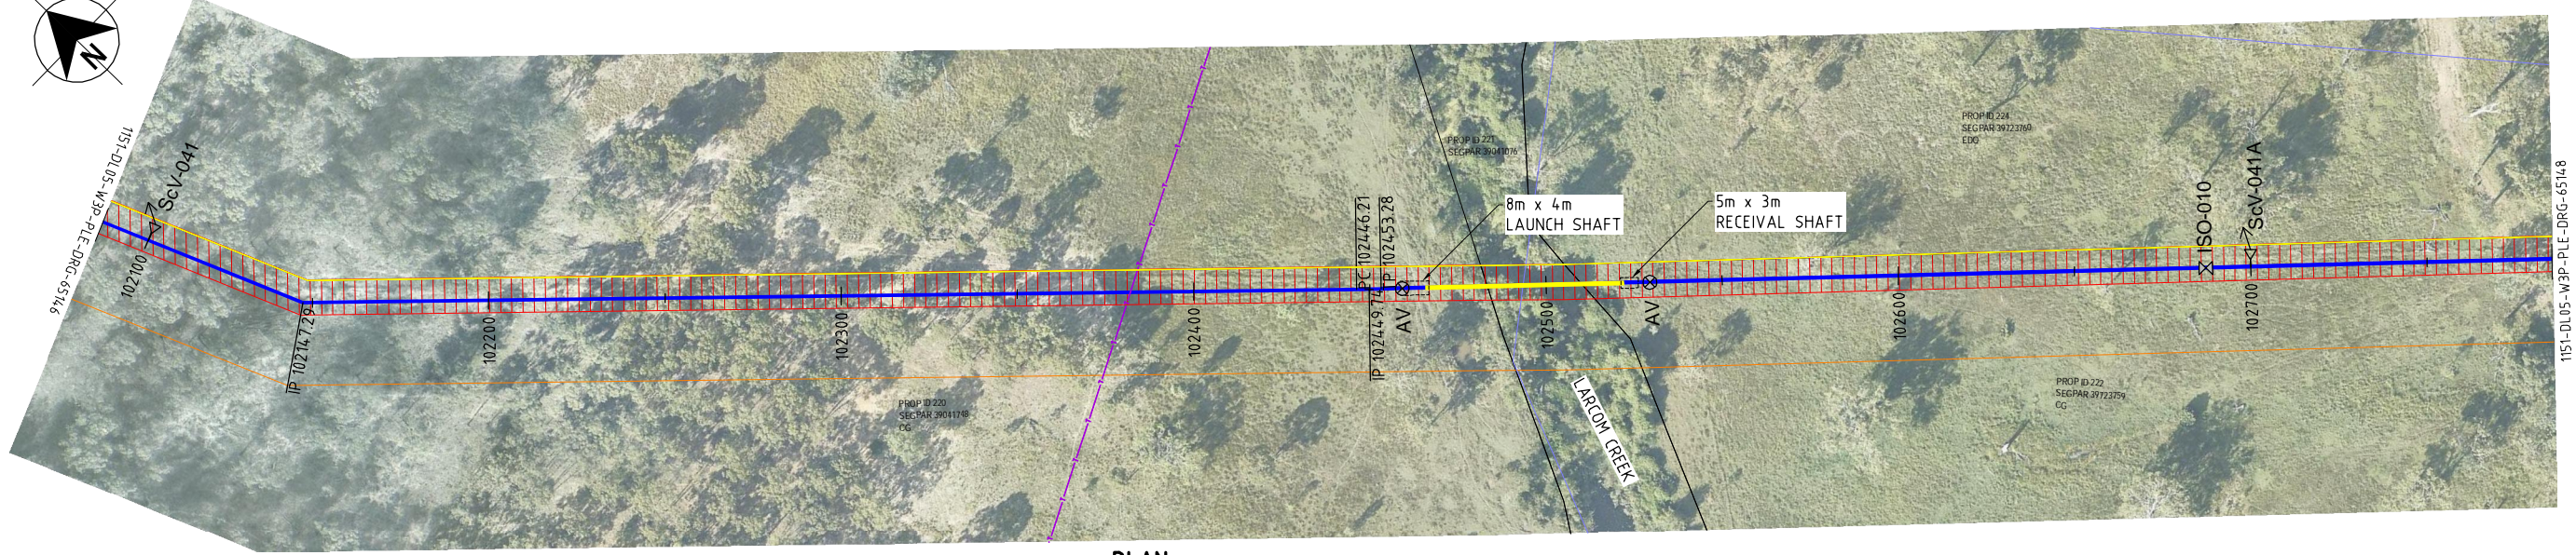 N
1151-DL05-W3P-PLE-DRG-65146
ScV-041
102100
IP 102147.29
102200
102300
PROP ID 220
SEGPAR 39041748
CG
102400
PC 102446.21
IP 102449.74
TP 102453.28
AV
PROP ID 221
SEGPAR 39041076
8m x 4m
LAUNCH SHAFT
102500
LARCOM CREEK
5m x 3m
RECEIVAL SHAFT
AV
PROP ID 224
SEGPAR 39723760
EDO
102600
PROP ID 222
SEGPAR 39723759
CG
ISO-010
ScV-041A
102700
1151-DL05-W3P-PLE-DRG-65148
PLAN